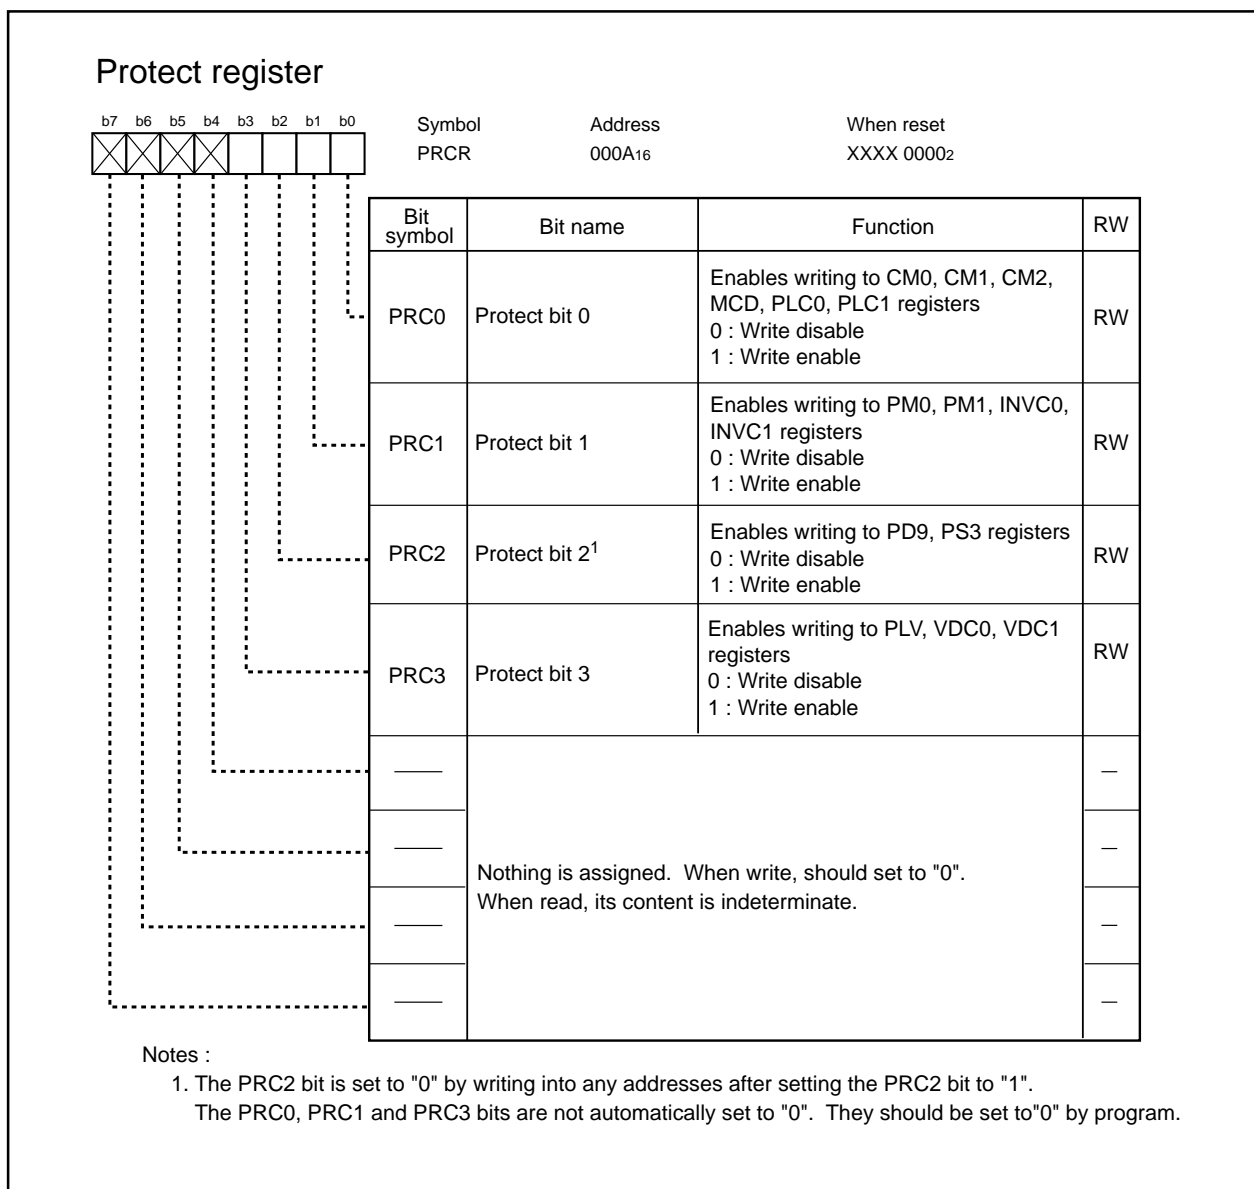 Protect register
b7 b6 b5 b4 b3 b2 b1 b0
Symbol Address When reset
PRCR 000A16 XXXX 00002
Bit symbol Bit name Function RW
PRC0 Protect bit 0 Enables writing to CM0, CM1, CM2,
MCD, PLC0, PLC1 registers
0 : Write disable
1 : Write enable
RW
PRC1 Protect bit 1 Enables writing to PM0, PM1, INVC0,
INVC1 registers
0 : Write disable
1 : Write enable
RW
PRC2 Protect bit 21 Enables writing to PD9, PS3 registers
0 : Write disable
1 : Write enable
RW
PRC3 Protect bit 3 Enables writing to PLV, VDC0, VDC1
registers
0 : Write disable
1 : Write enable
RW
Nothing is assigned. When write, should set to "0".
When read, its content is indeterminate.
Notes :
1. The PRC2 bit is set to "0" by writing into any addresses after setting the PRC2 bit to "1".
The PRC0, PRC1 and PRC3 bits are not automatically set to "0". They should be set to"0" by program.